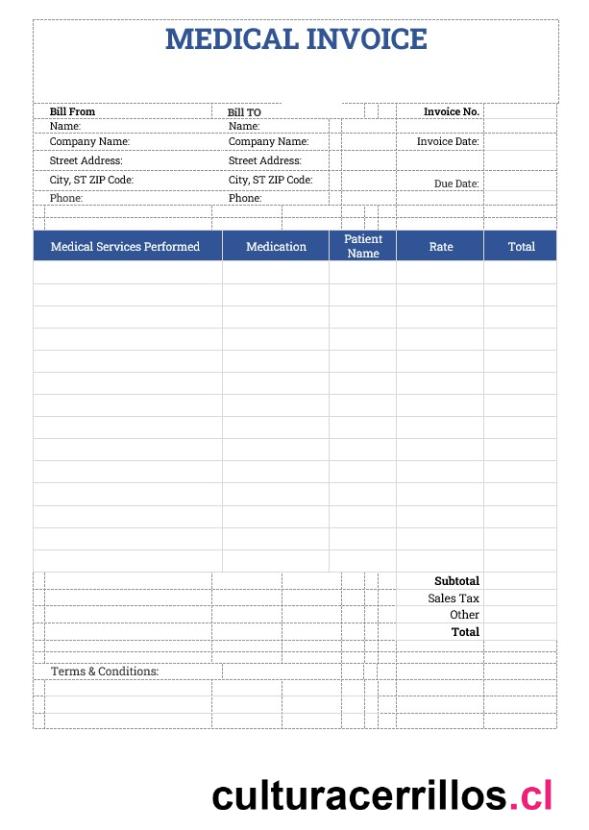 MEDICAL INVOICE
Bill From Bill TO Invoice No.
Name: Name:
Company Name: Company Name: Invoice Date:
Street Address: Street Address:
City, ST ZIP Code: City, ST ZIP Code: Due Date:
Phone: Phone:
Medical Services Performed Medication Patient Name Rate Total
Subtotal
Sales Tax
Other
Total
Terms & Conditions:
culturacerrillos.cl